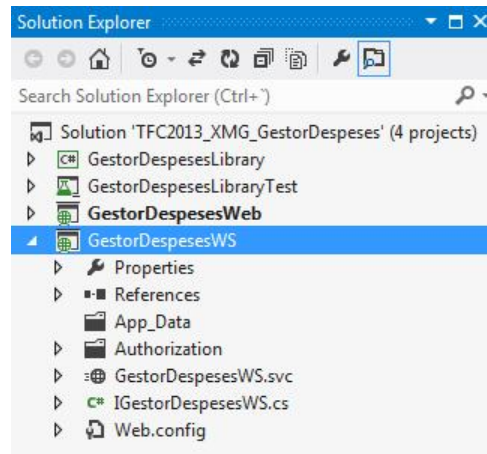 Solution Explorer
Search Solution Explorer (Ctrl+`)
Solution 'TFC2013_XMG_GestorDespeses' (4 projects)
C# GestorDespesesLibrary
GestorDespesesLibraryTest
GestorDespesesWeb
GestorDespesesWS
Properties
References
App_Data
Authorization
GestorDespesesWS.svc
C# IGestorDespesesWS.cs
Web.config